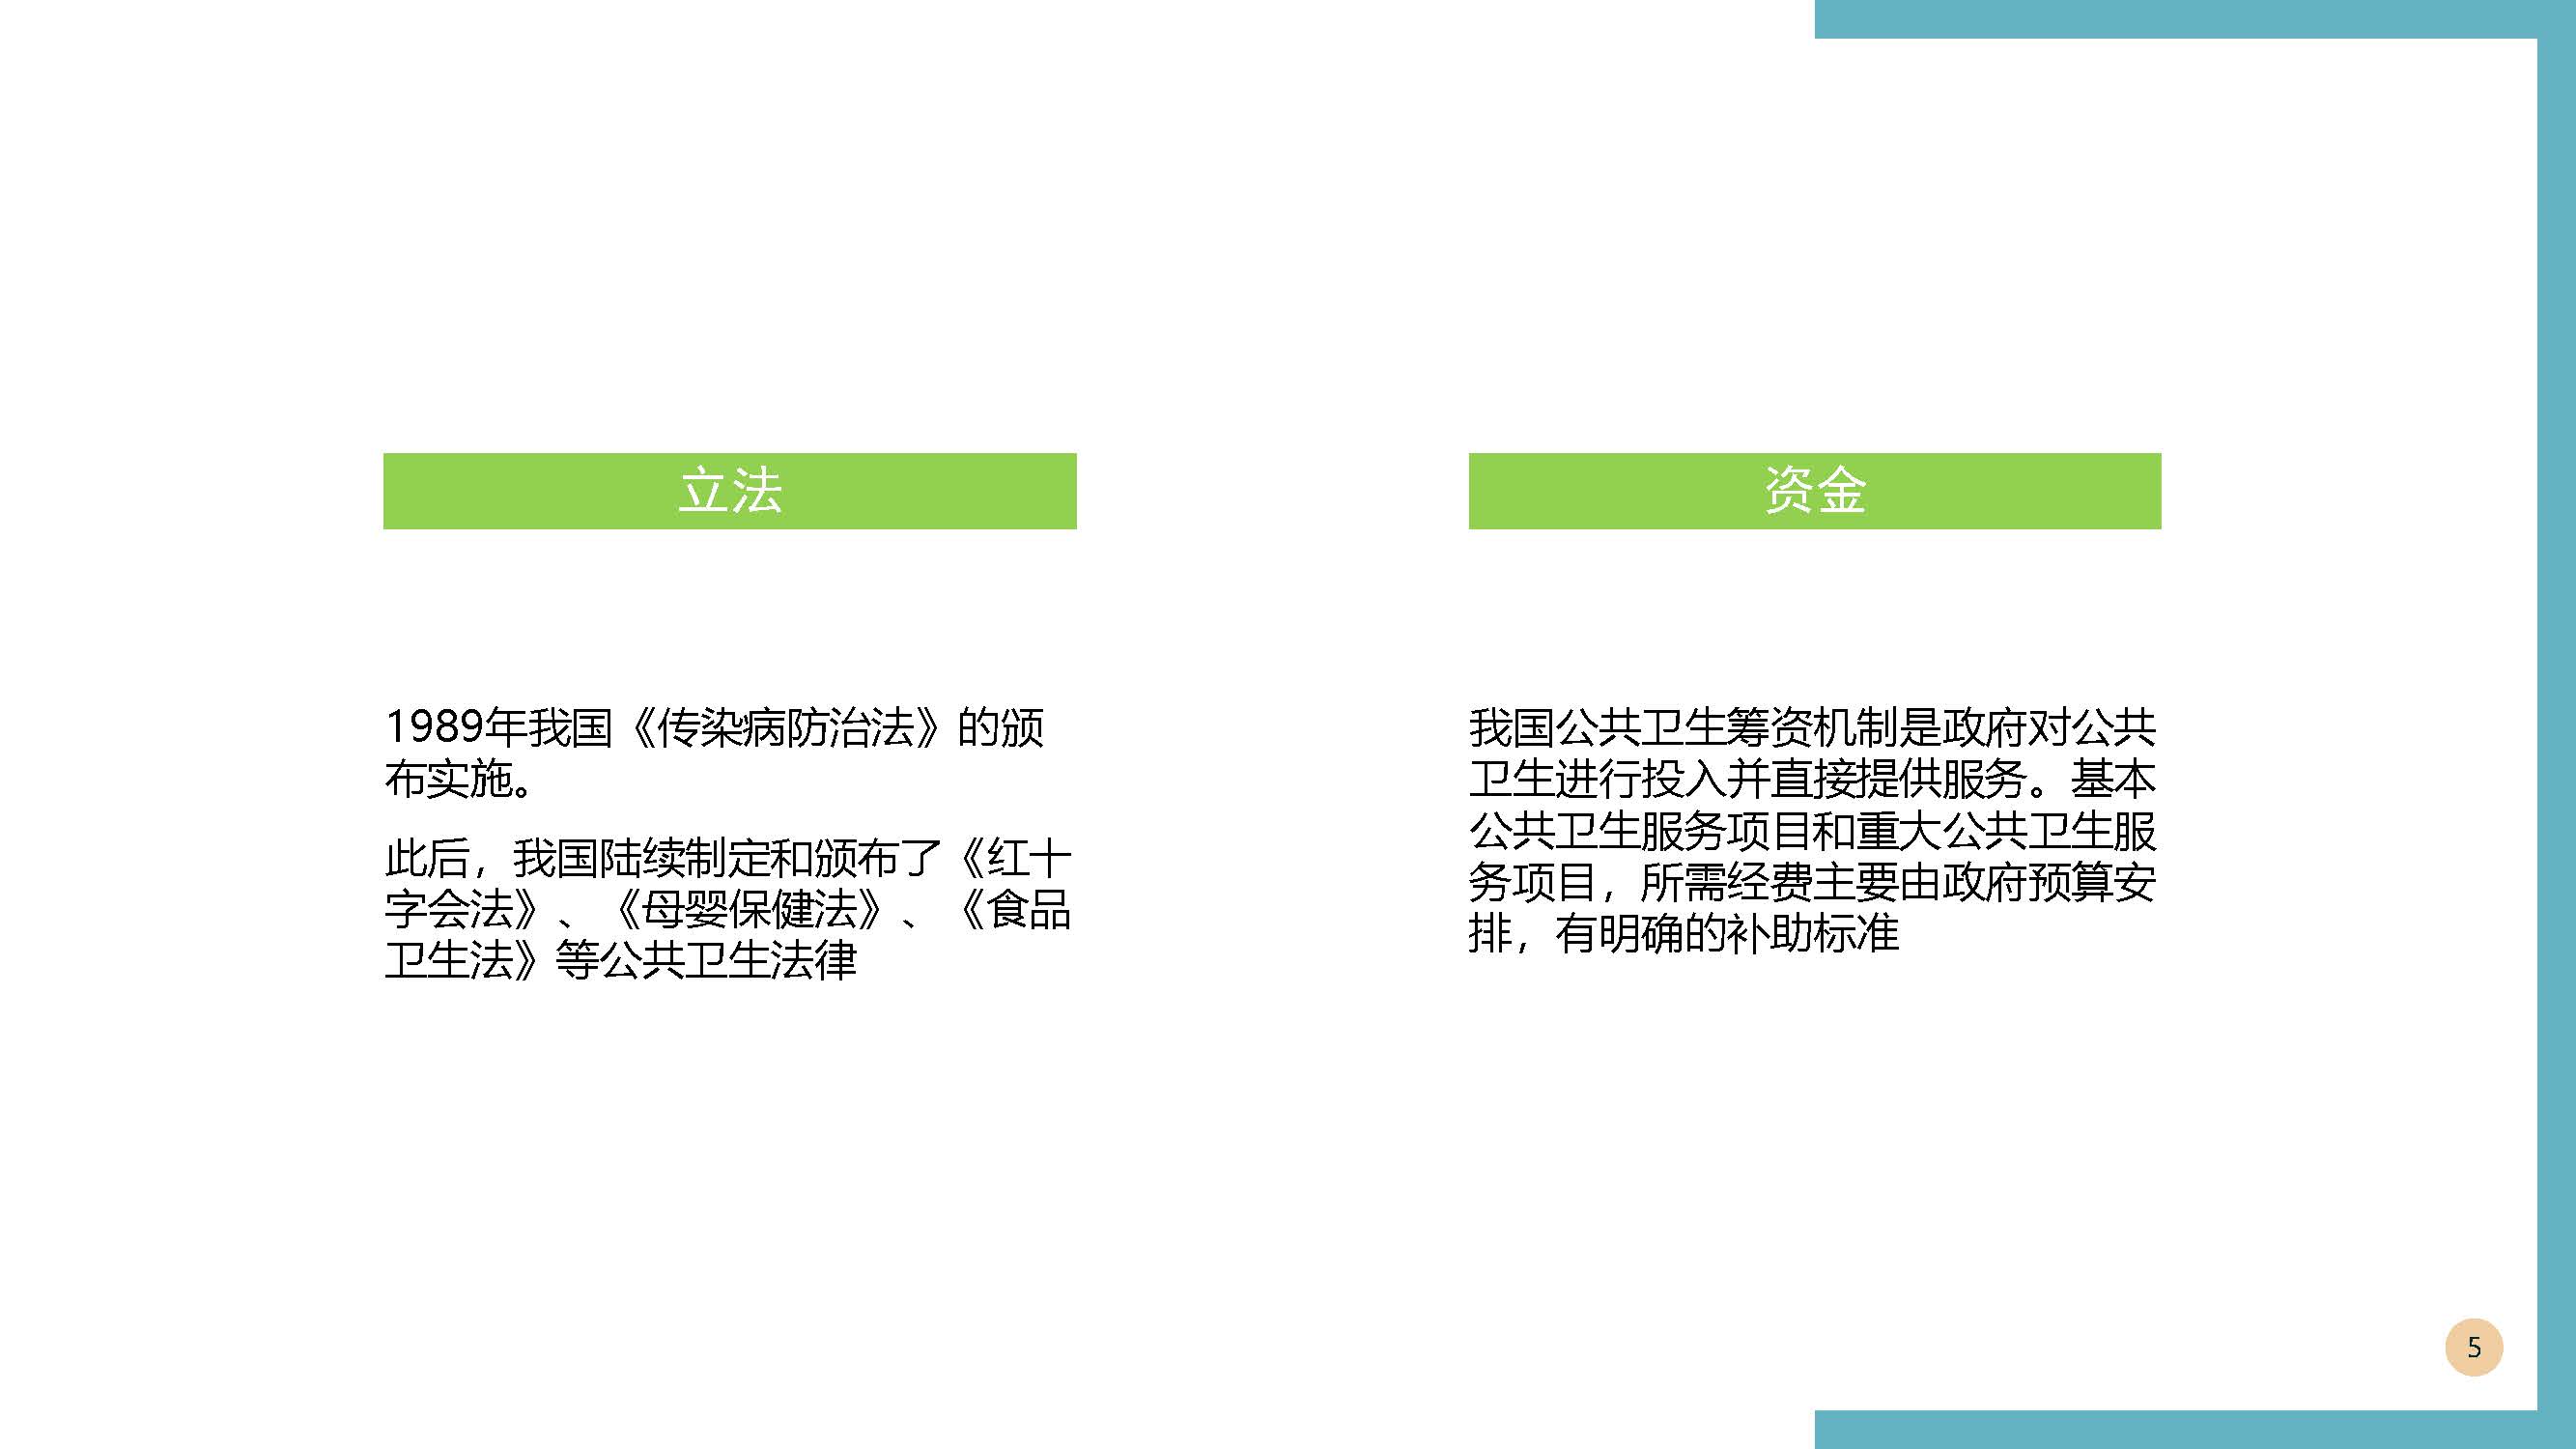 立法
1989年我国《传染病防治法》的颁
布实施。
此后，我国陆续制定和颁布了《红十
字会法》、《母婴保健法》、《食品
卫生法》等公共卫生法律
资金
我国公共卫生筹资机制是政府对公共
卫生进行投入并直接提供服务。基本
公共卫生服务项目和重大公共卫生服
务项目，所需经费主要由政府预算安
排，有明确的补助标准
5